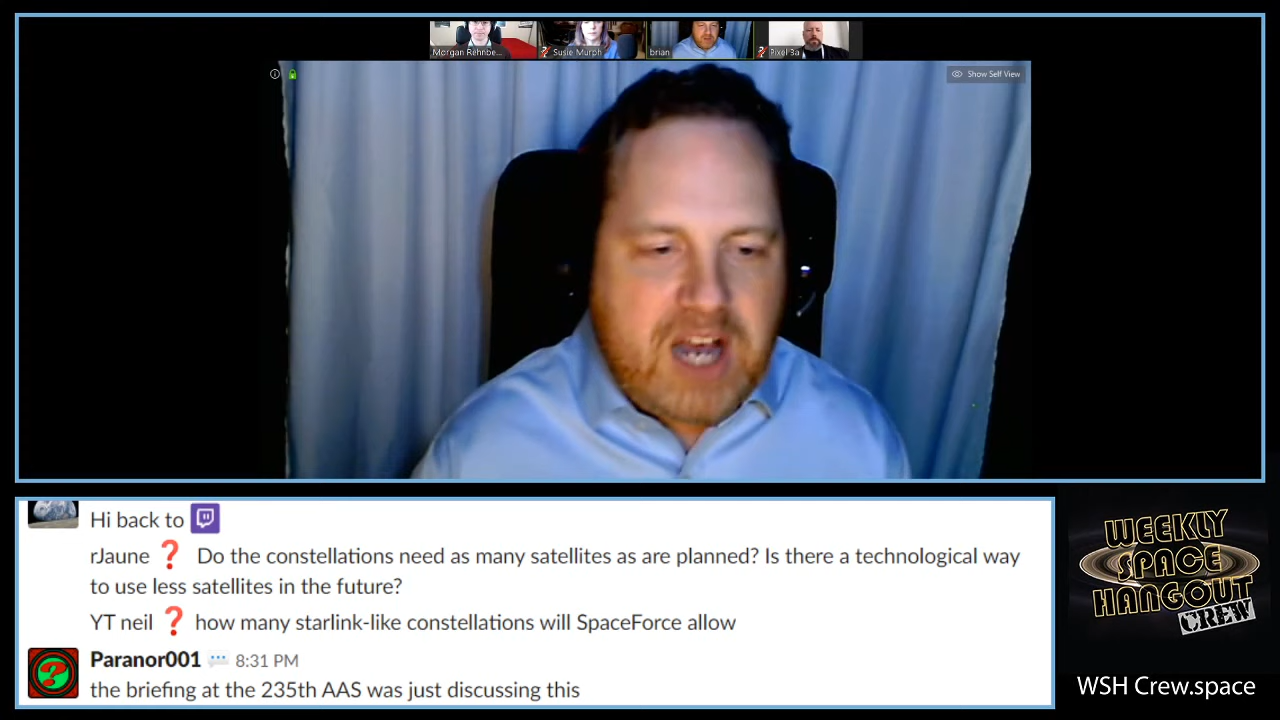 Morgan Rehnbe...
Susie Murph
brian
Pixel 3a
Show Self View
Hi back to
rJaune ❓ Do the constellations need as many satellites as are planned? Is there a technological way
to use less satellites in the future?
YT neil ❓ how many starlink-like constellations will SpaceForce allow
Paranor001 8:31 PM
the briefing at the 235th AAS was just discussing this
WEEKLY
SPACE
HANGOUT
CREW
WSH Crew.space